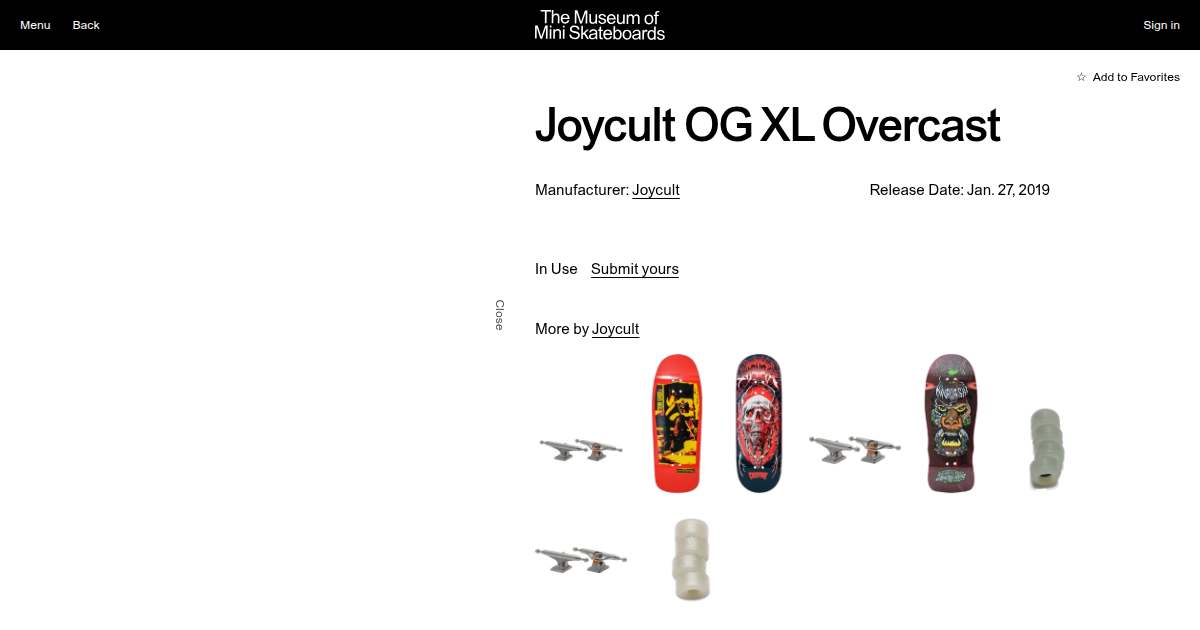 Menu
Back
The Museum of
Mini Skateboards
Sign in
☆ Add to Favorites
Joycult OG XL Overcast
Manufacturer: Joycult
Release Date: Jan. 27, 2019
In Use Submit yours
Close
More by Joycult